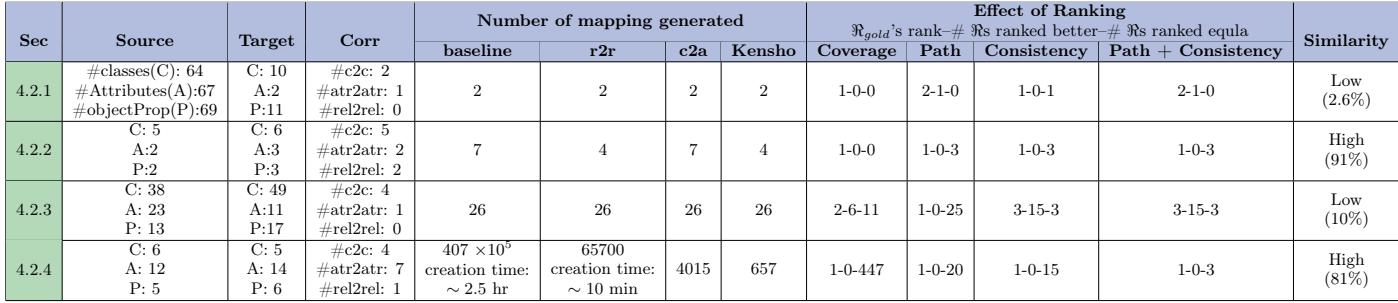 Sec Source Target Corr Number of mapping generated Effect of Ranking Similarity
ℜgold's rank–# ℜs ranked better–# ℜs ranked equla
baseline r2r c2a Kensho Coverage Path Consistency Path + Consistency
4.2.1 #classes(C): 64 C: 10 #c2c: 2 2 2 2 2 1-0-0 2-1-0 1-0-1 2-1-0 Low
#Attributes(A):67 A:2 #atr2atr: 1 (2.6%)
#objectProp(P):69 P:11 #rel2rel: 0
4.2.2 C: 5 C: 6 #c2c: 5 7 4 7 4 1-0-0 1-0-3 1-0-3 1-0-3 High
A:2 A:3 #atr2atr: 2 (91%)
P:2 P:3 #rel2rel: 2
4.2.3 C: 38 C: 49 #c2c: 4 26 26 26 26 2-6-11 1-0-25 3-15-3 3-15-3 Low
A: 23 A:11 #atr2atr: 1 (10%)
P: 13 P:17 #rel2rel: 0
4.2.4 C: 6 C: 5 #c2c: 4 407 ×10⁵ 65700 4015 657 1-0-447 1-0-20 1-0-15 1-0-3 High
A: 12 A: 14 #atr2atr: 7 creation time: creation time: (81%)
P: 5 P: 6 #rel2rel: 1 ∼ 2.5 hr ∼ 10 min